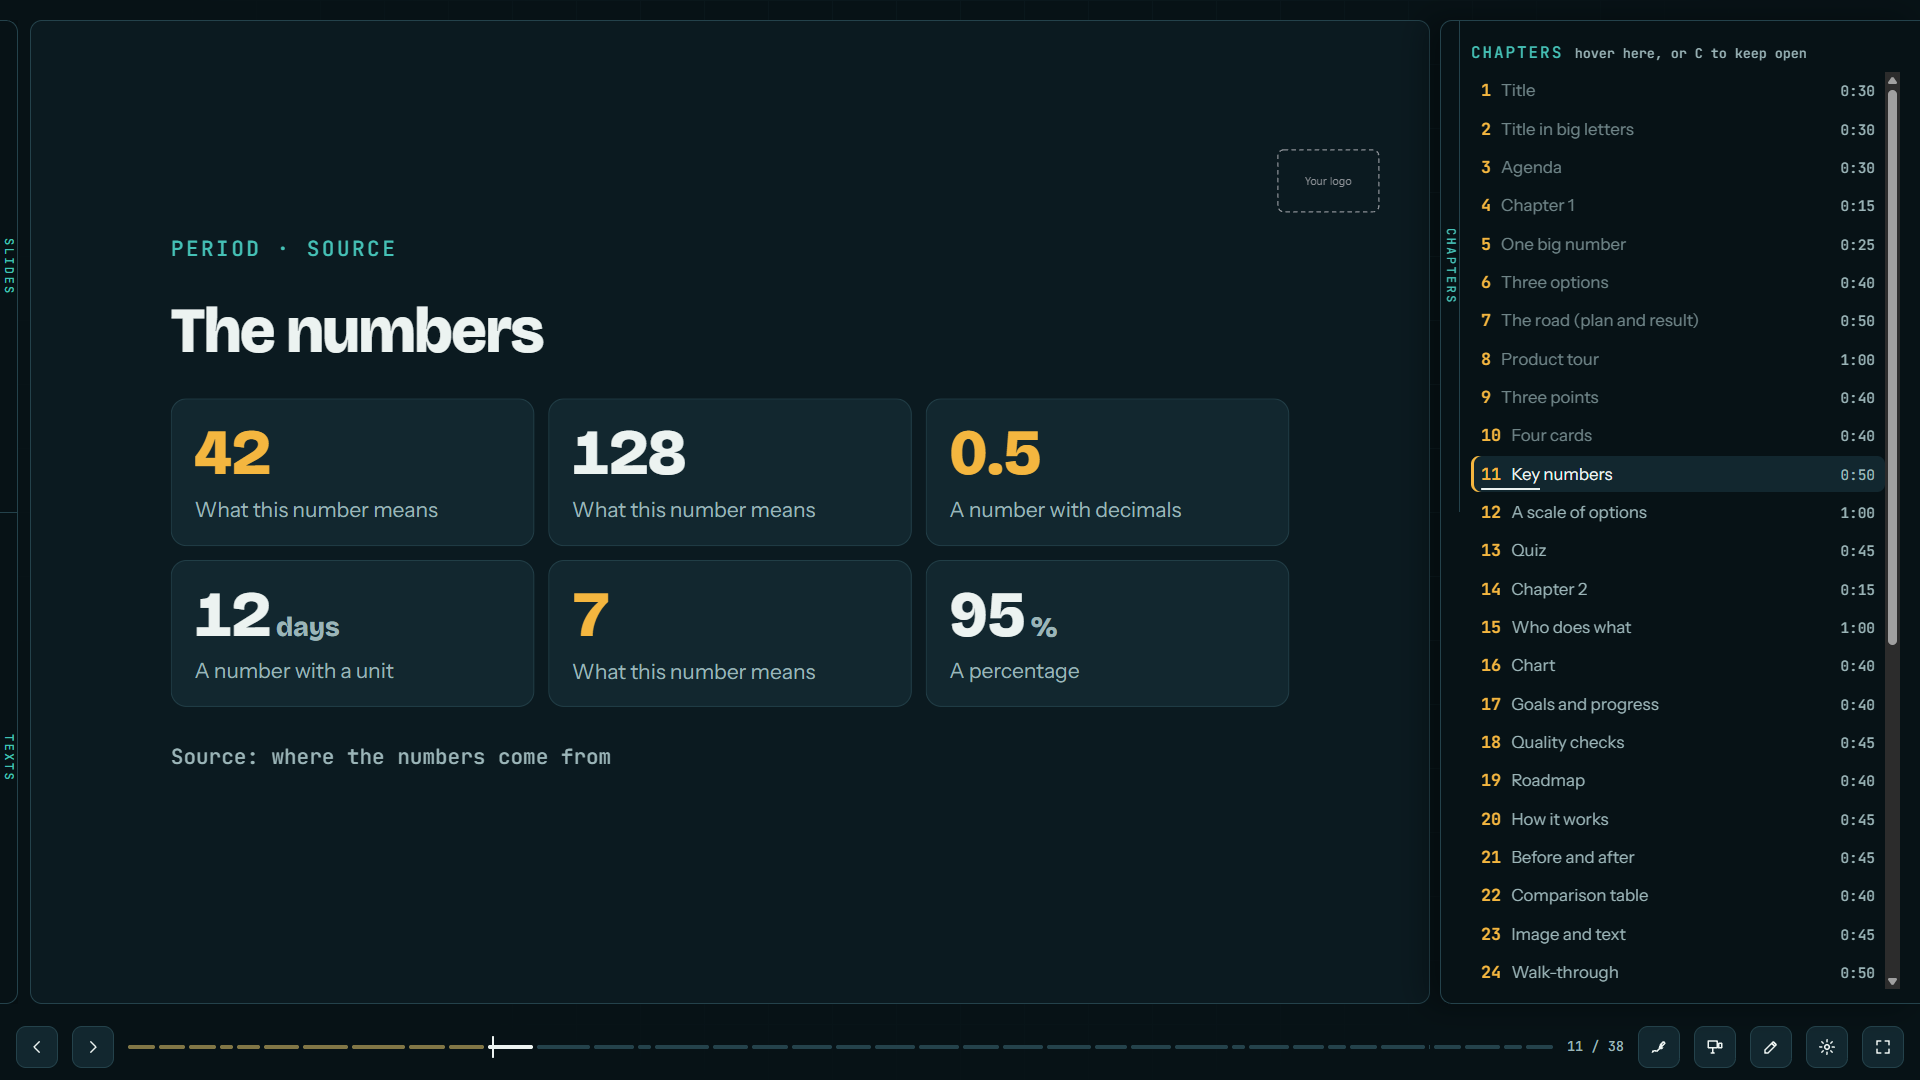 SLIDES
TEXTS
Your logo
PERIOD · SOURCE
The numbers
42
What this number means
128
What this number means
0.5
A number with decimals
12 days
A number with a unit
7
What this number means
95 %
A percentage
Source: where the numbers come from
CHAPTERS
CHAPTERS hover here, or C to keep open
1 Title 0:30
2 Title in big letters 0:30
3 Agenda 0:30
4 Chapter 1 0:15
5 One big number 0:25
6 Three options 0:40
7 The road (plan and result) 0:50
8 Product tour 1:00
9 Three points 0:40
10 Four cards 0:40
11 Key numbers 0:50
12 A scale of options 1:00
13 Quiz 0:45
14 Chapter 2 0:15
15 Who does what 1:00
16 Chart 0:40
17 Goals and progress 0:40
18 Quality checks 0:45
19 Roadmap 0:40
20 How it works 0:45
21 Before and after 0:45
22 Comparison table 0:40
23 Image and text 0:45
24 Walk-through 0:50
11 / 38